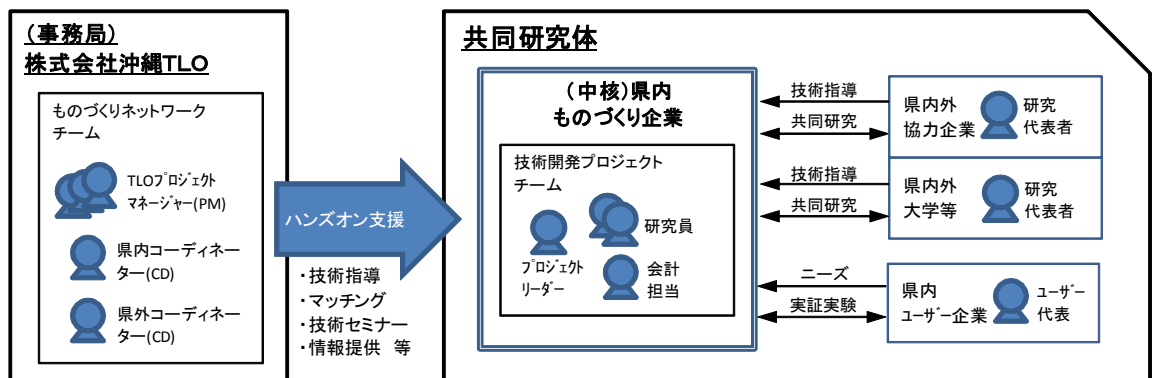 （事務局）
株式会社沖縄TLO
ものづくりネットワーク
チーム
TLOﾌﾟﾛｼﾞｪｸﾄ
ﾏﾈｰｼﾞｬｰ(PM)
県内コーディネー
ター(CD)
県外コーディネー
ター(CD)
ハンズオン支援
・技術指導
・マッチング
・技術セミナー
・情報提供　等
共同研究体
（中核）県内
ものづくり企業
技術開発プロジェクト
チーム
研究員
ﾌﾟﾛｼﾞｪｸﾄ
リーダー
会計
担当
技術指導
共同研究
県内外
協力企業
研究
代表者
技術指導
共同研究
県内外
大学等
研究
代表者
ニーズ
実証実験
県内
ﾕｰｻﾞｰ企業
ﾕｰｻﾞｰ
代表